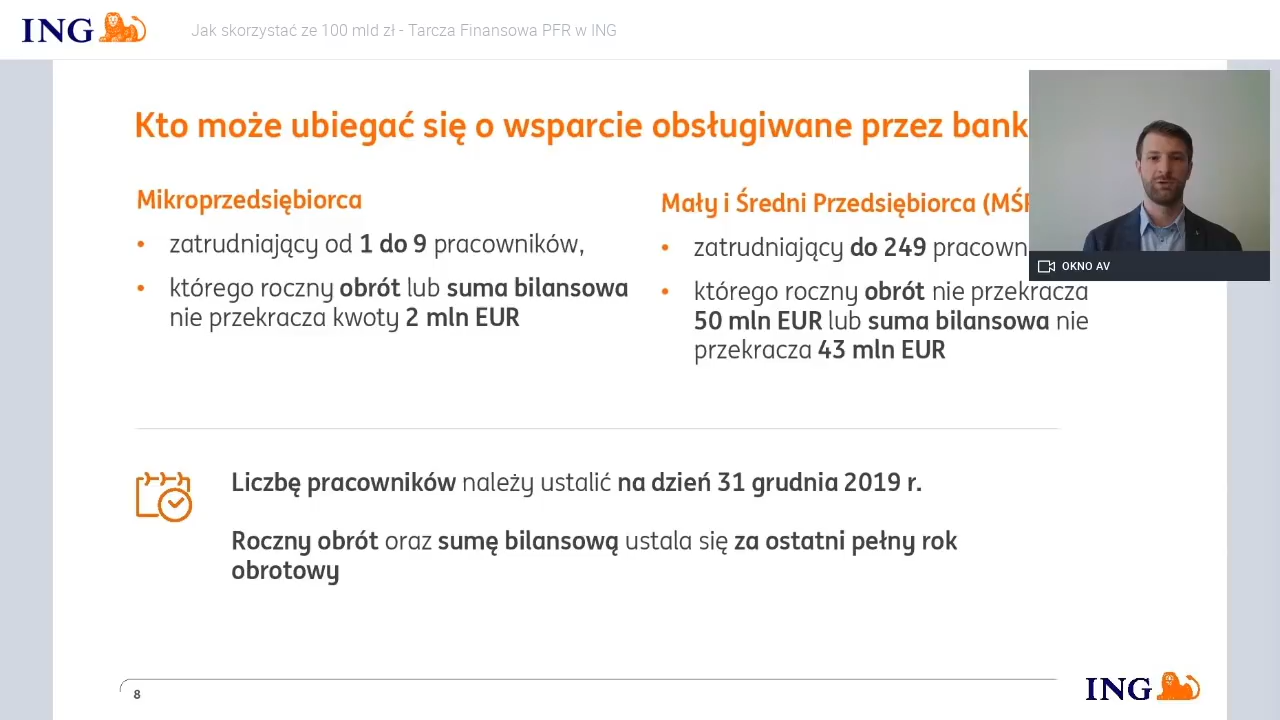 ING
Jak skorzystać ze 100 mld zł - Tarcza Finansowa PFR w ING
Kto może ubiegać się o wsparcie obsługiwane przez bank
Mikroprzedsiębiorca
• zatrudniający od 1 do 9 pracowników,
• którego roczny obrót lub suma bilansowa
nie przekracza kwoty 2 mln EUR
Mały i Średni Przedsiębiorca (MŚP
• zatrudniający do 249 pracown
• którego roczny obrót nie przekracza
50 mln EUR lub suma bilansowa nie
przekracza 43 mln EUR
OKNO AV
Liczbę pracowników należy ustalić na dzień 31 grudnia 2019 r.
Roczny obrót oraz sumę bilansową ustala się za ostatni pełny rok
obrotowy
8
ING